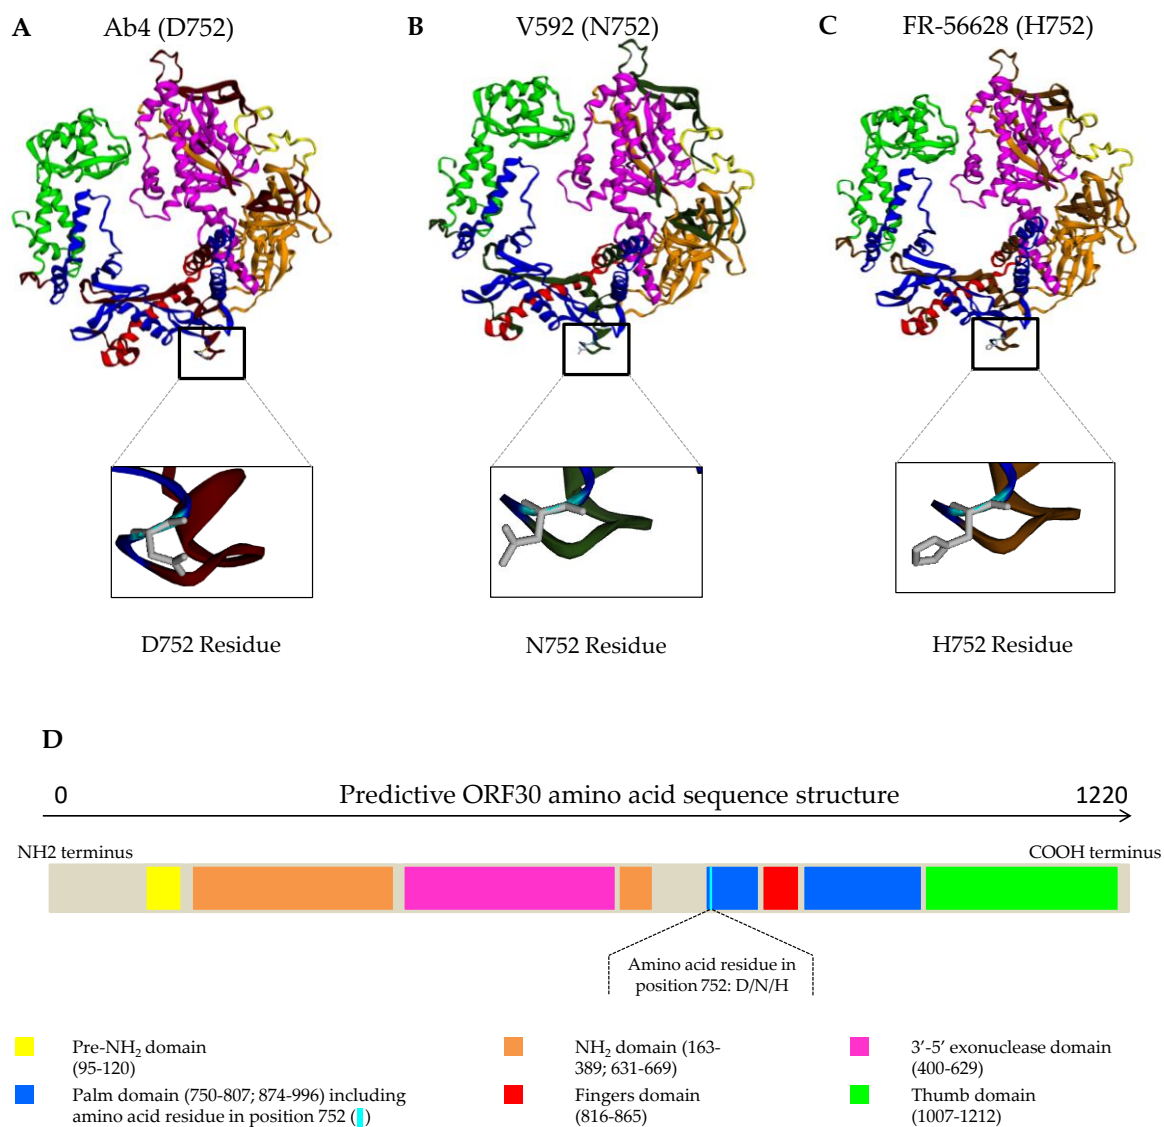 A Ab4 (D752)
B V592 (N752)
C FR-56628 (H752)
D752 Residue
N752 Residue
H752 Residue
D
0 Predictive ORF30 amino acid sequence structure 1220
NH2 terminus
COOH terminus
Amino acid residue in
position 752: D/N/H
Pre-NH₂ domain
(95-120)
NH₂ domain (163-
389; 631-669)
3’-5’ exonuclease domain
(400-629)
Palm domain (750-807; 874-996) including
amino acid residue in position 752 ( )
Fingers domain
(816-865)
Thumb domain
(1007-1212)